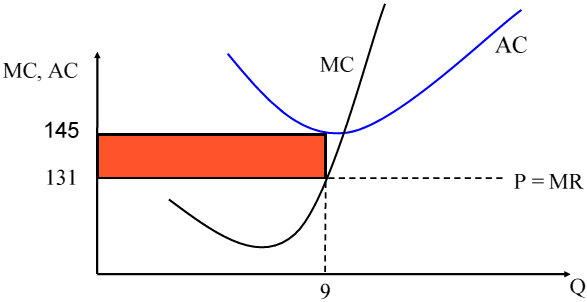 MC, AC
MC
AC
145
131
P = MR
9
Q